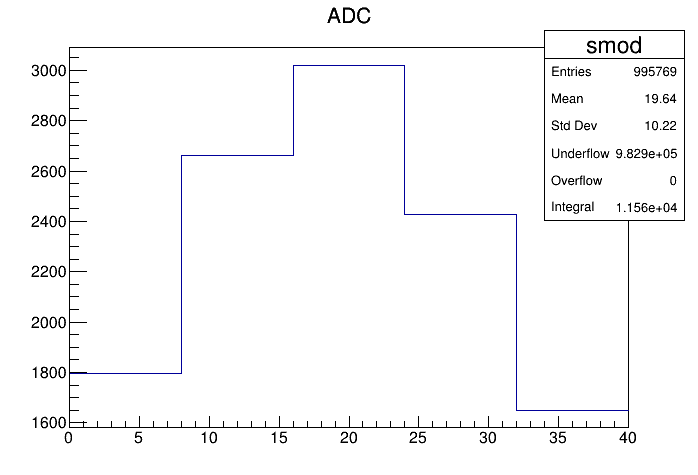 ADC
smod
Entries 995769
Mean 19.64
Std Dev 10.22
Underflow 9.829e+05
Overflow 0
Integral 1.156e+04
3000
2800
2600
2400
2200
2000
1800
1600
0 5 10 15 20 25 30 35 40